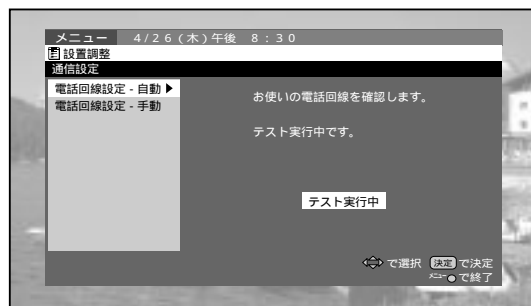 メニュー 4/26(木)午後 8:30
設置調整
通信設定
電話回線設定 - 自動 ▶
電話回線設定 - 手動
お使いの電話回線を確認します。
テスト実行中です。
テスト実行中
で選択 決定 で決定
メニュー で終了